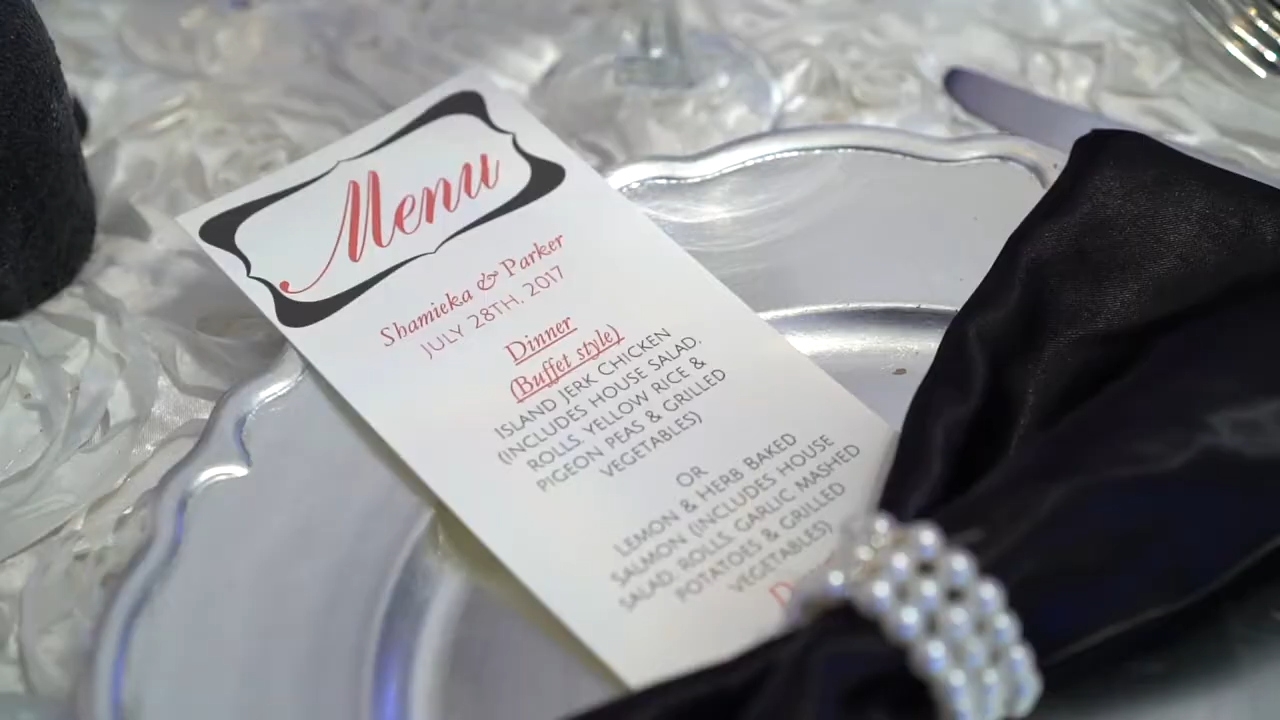 Menu
Shamieka & Parker
JULY 28TH, 2017
Dinner
(Buffet style)
ISLAND JERK CHICKEN
(INCLUDES HOUSE SALAD,
ROLLS, YELLOW RICE &
PIGEON PEAS & GRILLED
VEGETABLES)
OR
LEMON & HERB BAKED
SALMON (INCLUDES HOUSE
SALAD, ROLLS, GARLIC MASHED
POTATOES & GRILLED
VEGETABLES)